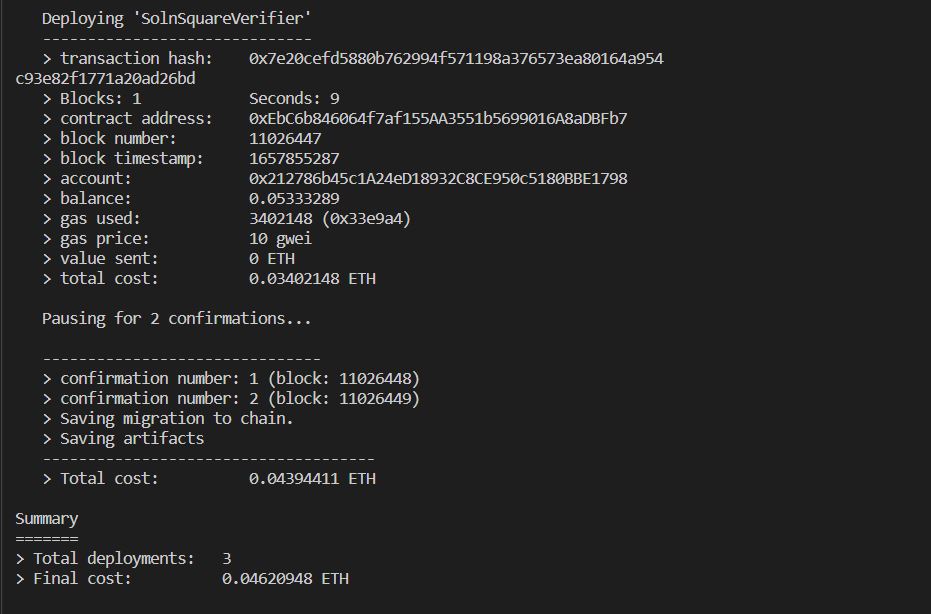 Deploying 'SolnSquareVerifier'
------------------------------
> transaction hash:    0x7e20cefd5880b762994f571198a376573ea80164a954
c93e82f1771a20ad26bd
> Blocks: 1            Seconds: 9
> contract address:    0xEbC6b846064f7af155AA3551b5699016A8aDBFb7
> block number:        11026447
> block timestamp:     1657855287
> account:             0x212786b45c1A24eD18932C8CE950c5180BBE1798
> balance:             0.05333289
> gas used:            3402148 (0x33e9a4)
> gas price:           10 gwei
> value sent:          0 ETH
> total cost:          0.03402148 ETH
Pausing for 2 confirmations...
-------------------------------
> confirmation number: 1 (block: 11026448)
> confirmation number: 2 (block: 11026449)
> Saving migration to chain.
> Saving artifacts
-------------------------------------
> Total cost:          0.04394411 ETH
Summary
=======
> Total deployments:   3
> Final cost:          0.04620948 ETH